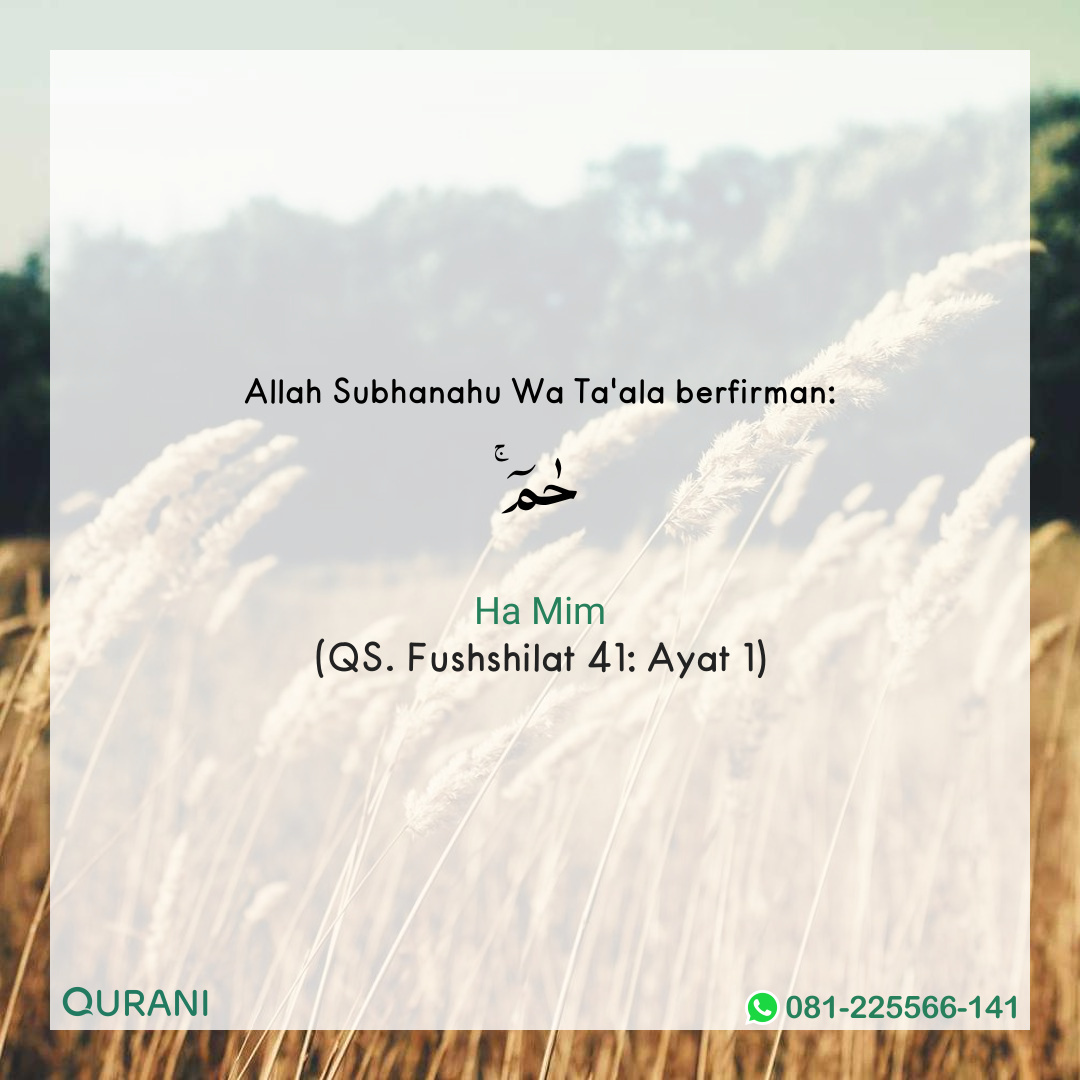 Allah Subhanahu Wa Ta'ala berfirman:
حٰمٓ ۚ
Ha Mim
(QS. Fushshilat 41: Ayat 1)
QURANI
081-225566-141